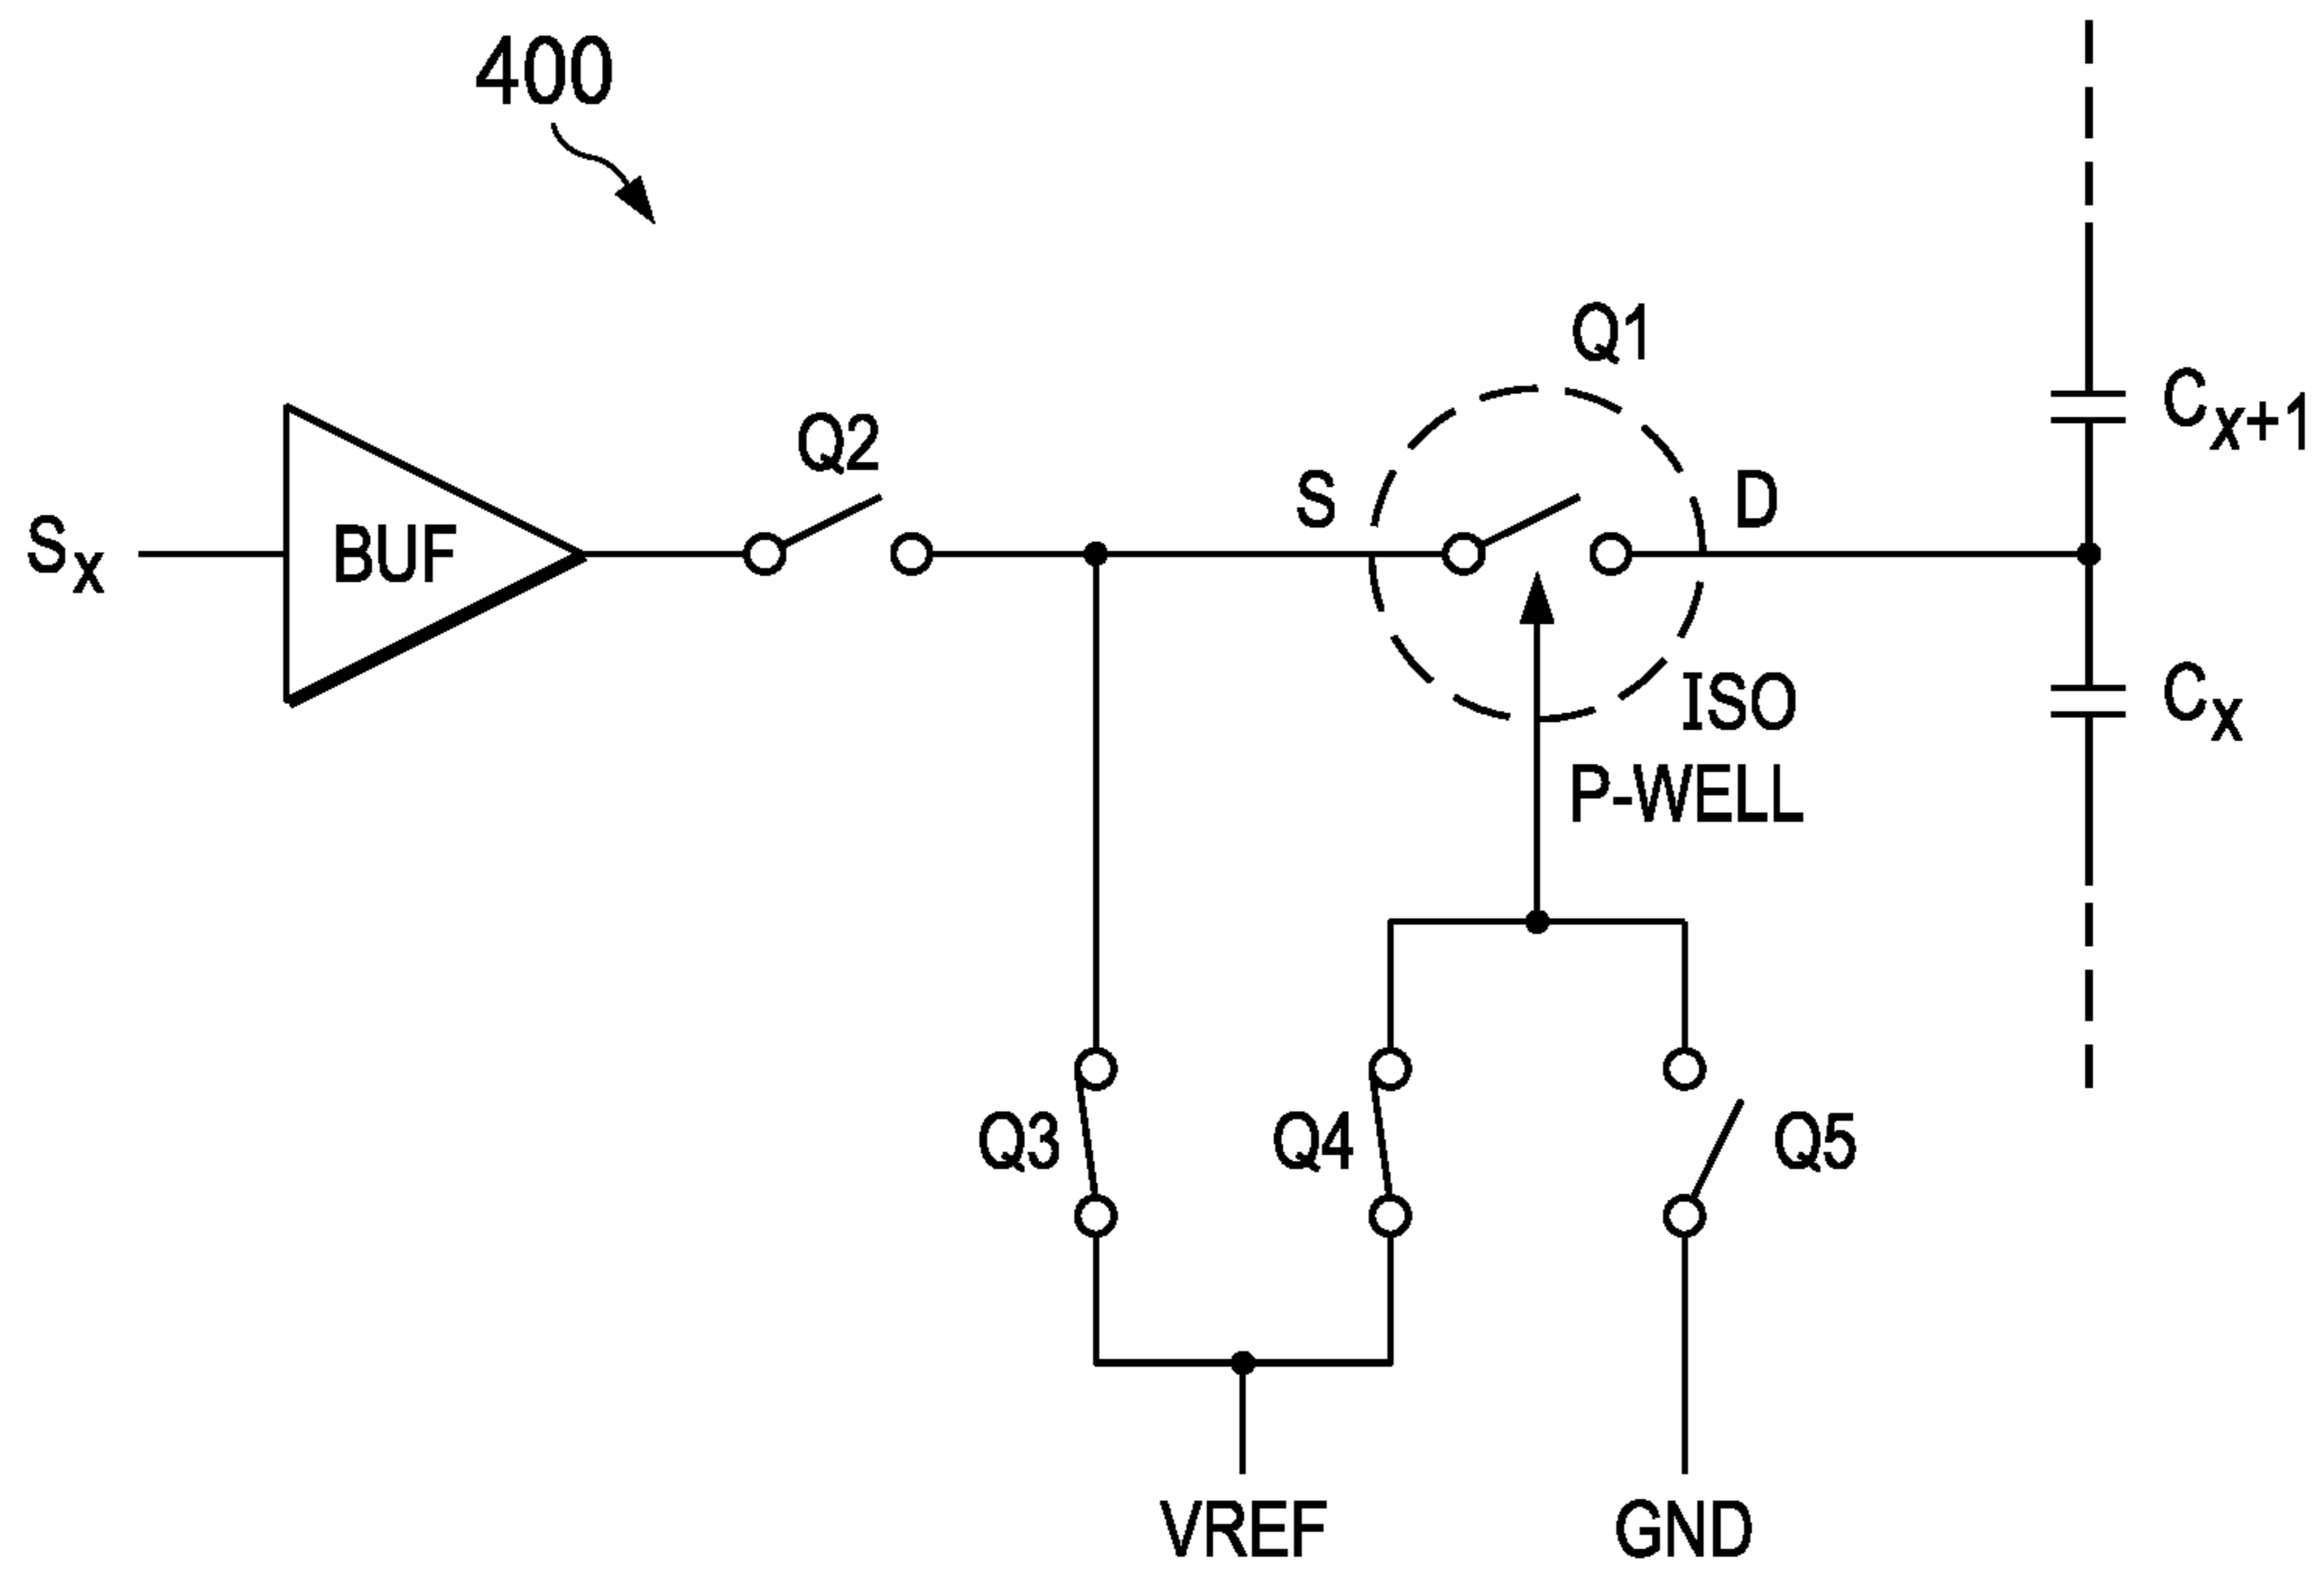 400
Q1
Cx+1
Q2
S
D
Sx
BUF
ISO
P-WELL
Cx
Q3
Q4
Q5
VREF
GND